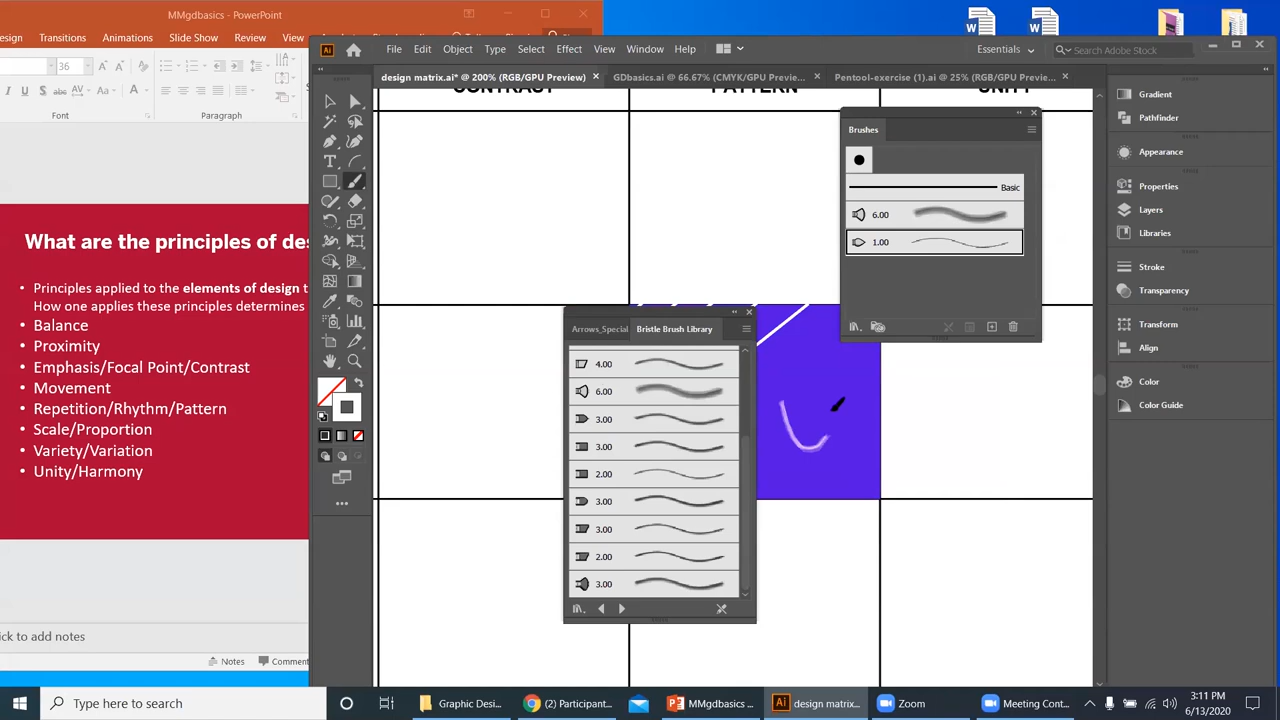 MMgdbasics - PowerPoint
esign Transitions Animations Slide Show Review View
36
Font Paragraph
What are the principles of des
Principles applied to the elements of design t
How one applies these principles determines
Balance
Proximity
Emphasis/Focal Point/Contrast
Movement
Repetition/Rhythm/Pattern
Scale/Proportion
Variety/Variation
Unity/Harmony
ick to add notes
Notes Comment
Ai File Edit Object Type Select Effect View Window Help Essentials Search Adobe Stock
design matrix.ai* @ 200% (RGB/GPU Preview) GDbasics.ai @ 66.67% (CMYK/GPU Previe... Pentool-exercise (1).ai @ 25% (RGB/GPU Previe...
CONTRAST PATTERN UNITY
Brushes
Basic
6.00
1.00
Arrows_Special Bristle Brush Library
4.00
6.00
3.00
3.00
2.00
3.00
3.00
2.00
3.00
Gradient
Pathfinder
Appearance
Properties
Layers
Libraries
Stroke
Transparency
Transform
Align
Color
Color Guide
Type here to search
Graphic Desi...
(2) Participant...
MMgdbasics ...
design matrix...
Zoom
Meeting Cont...
3:11 PM
6/13/2020